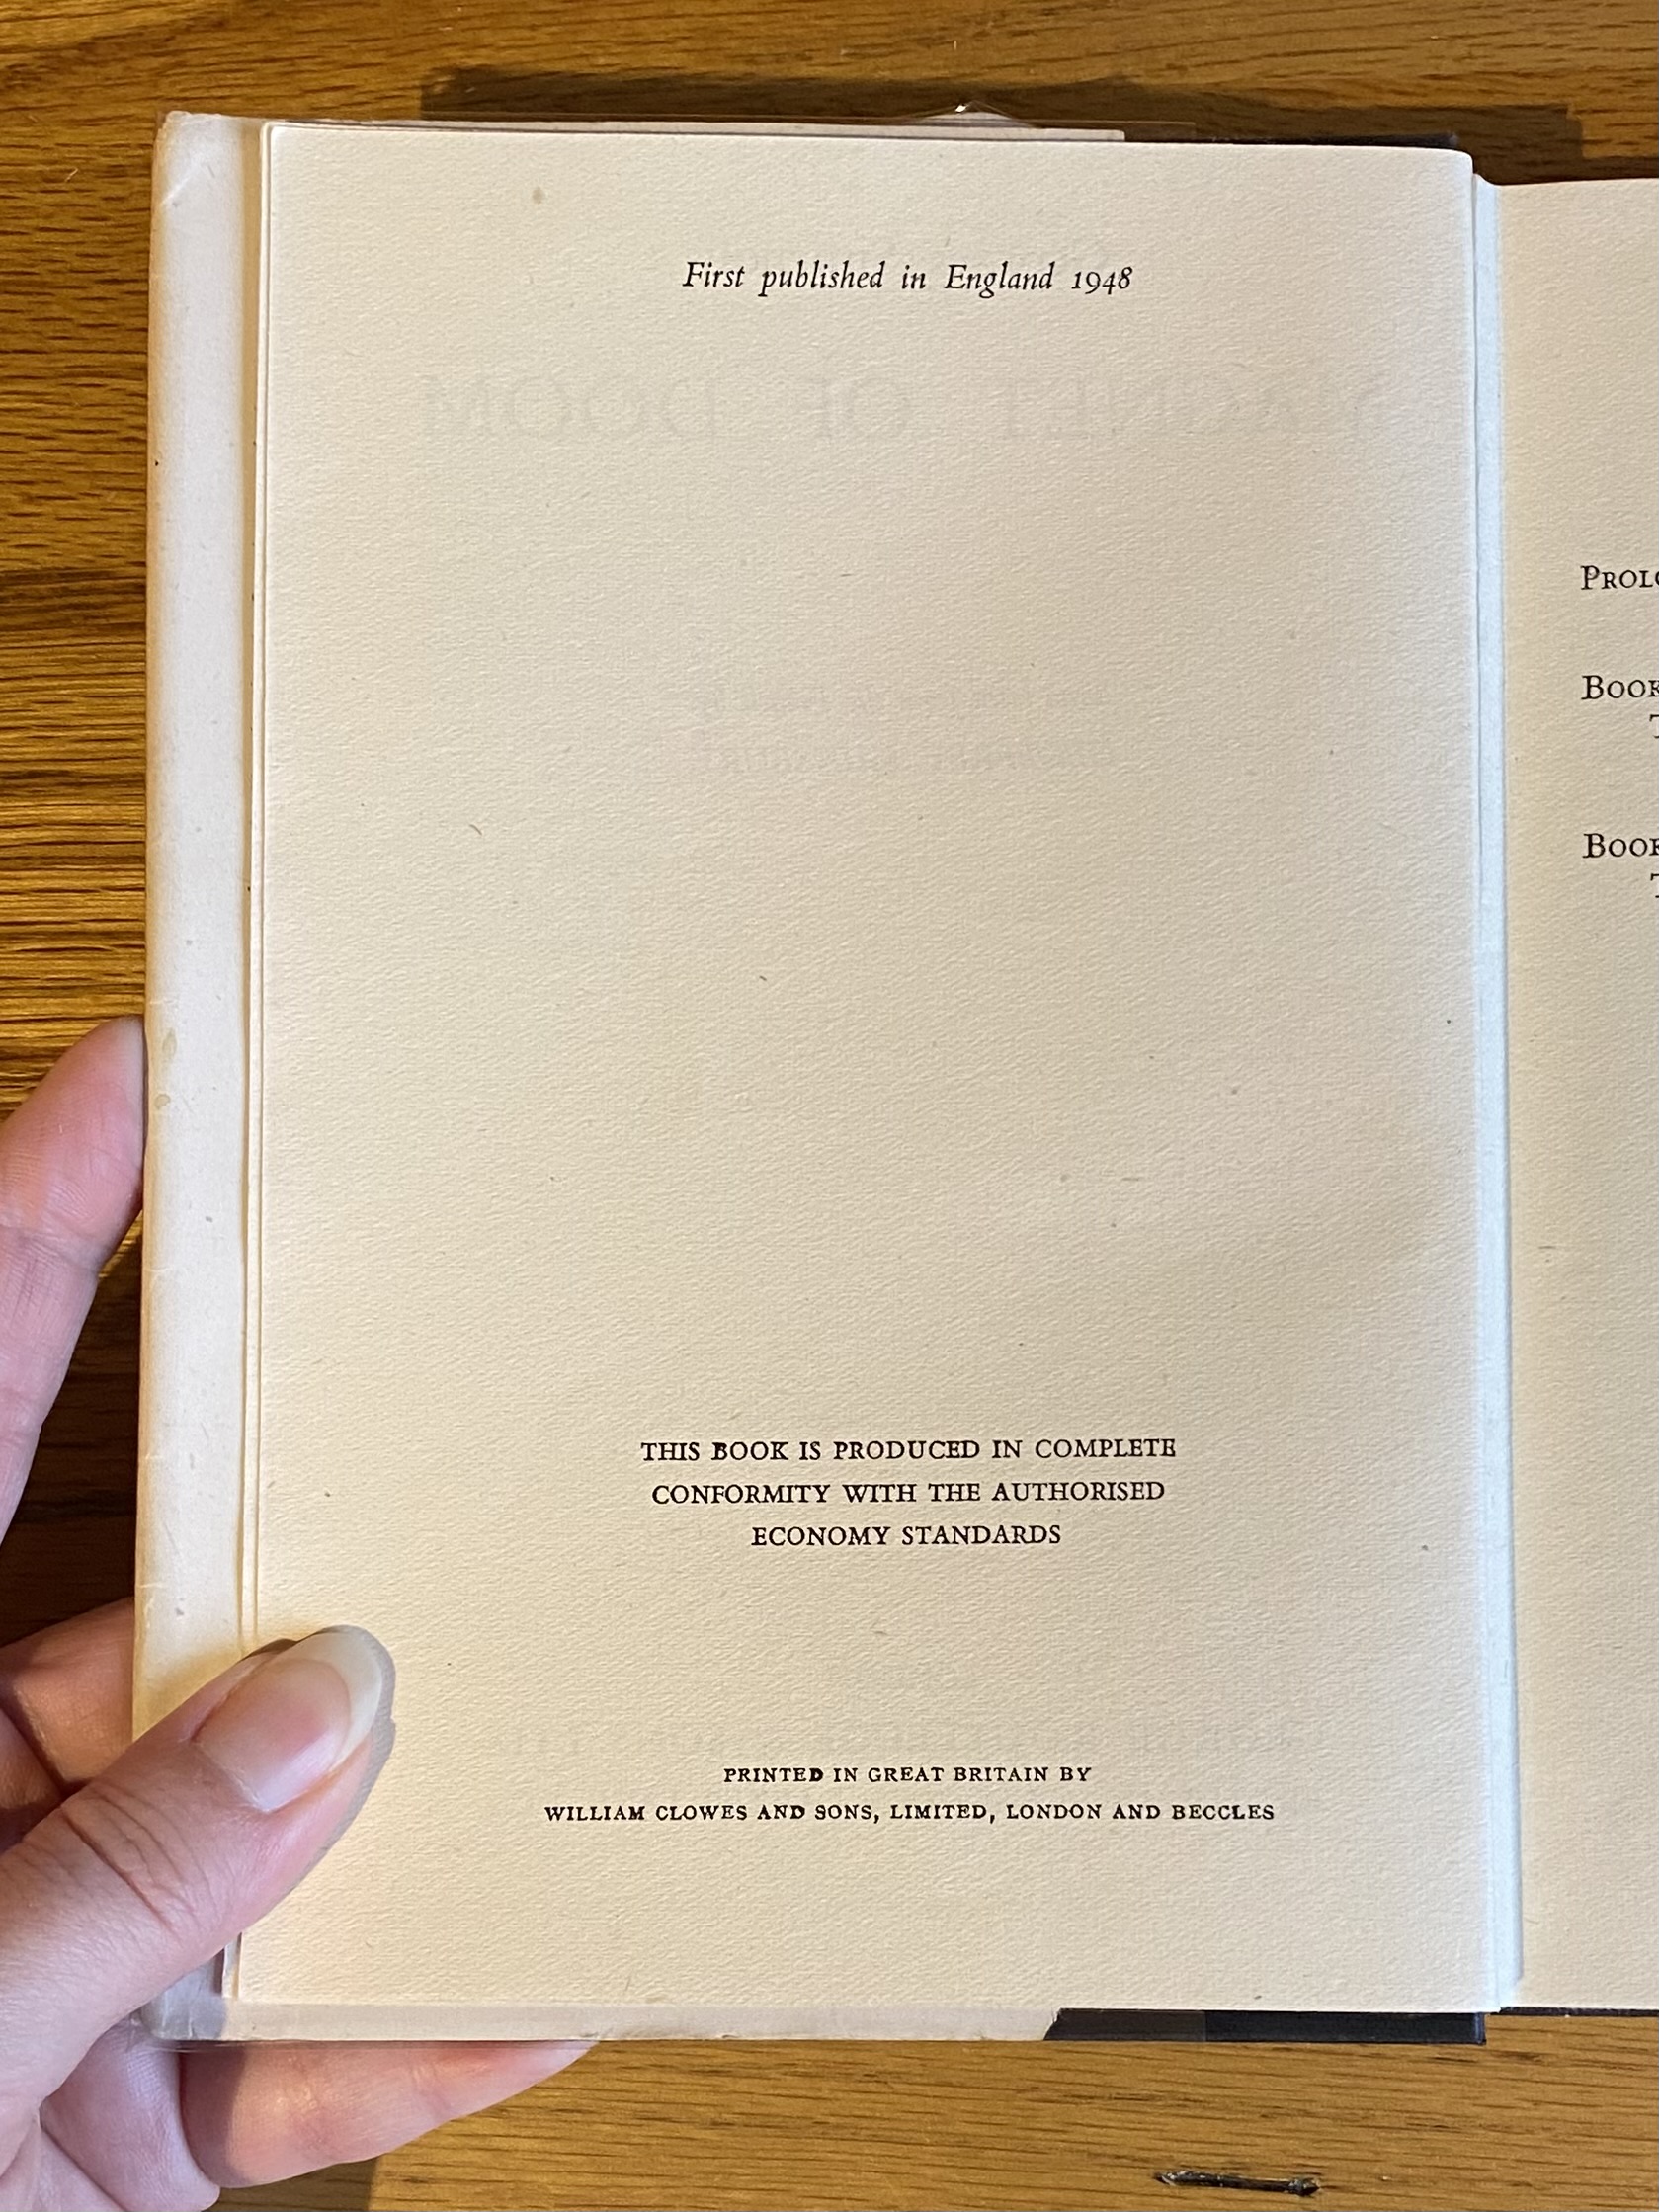 First published in England 1948
THIS BOOK IS PRODUCED IN COMPLETE
CONFORMITY WITH THE AUTHORISED
ECONOMY STANDARDS
PRINTED IN GREAT BRITAIN BY
WILLIAM CLOWES AND SONS, LIMITED, LONDON AND BECCLES